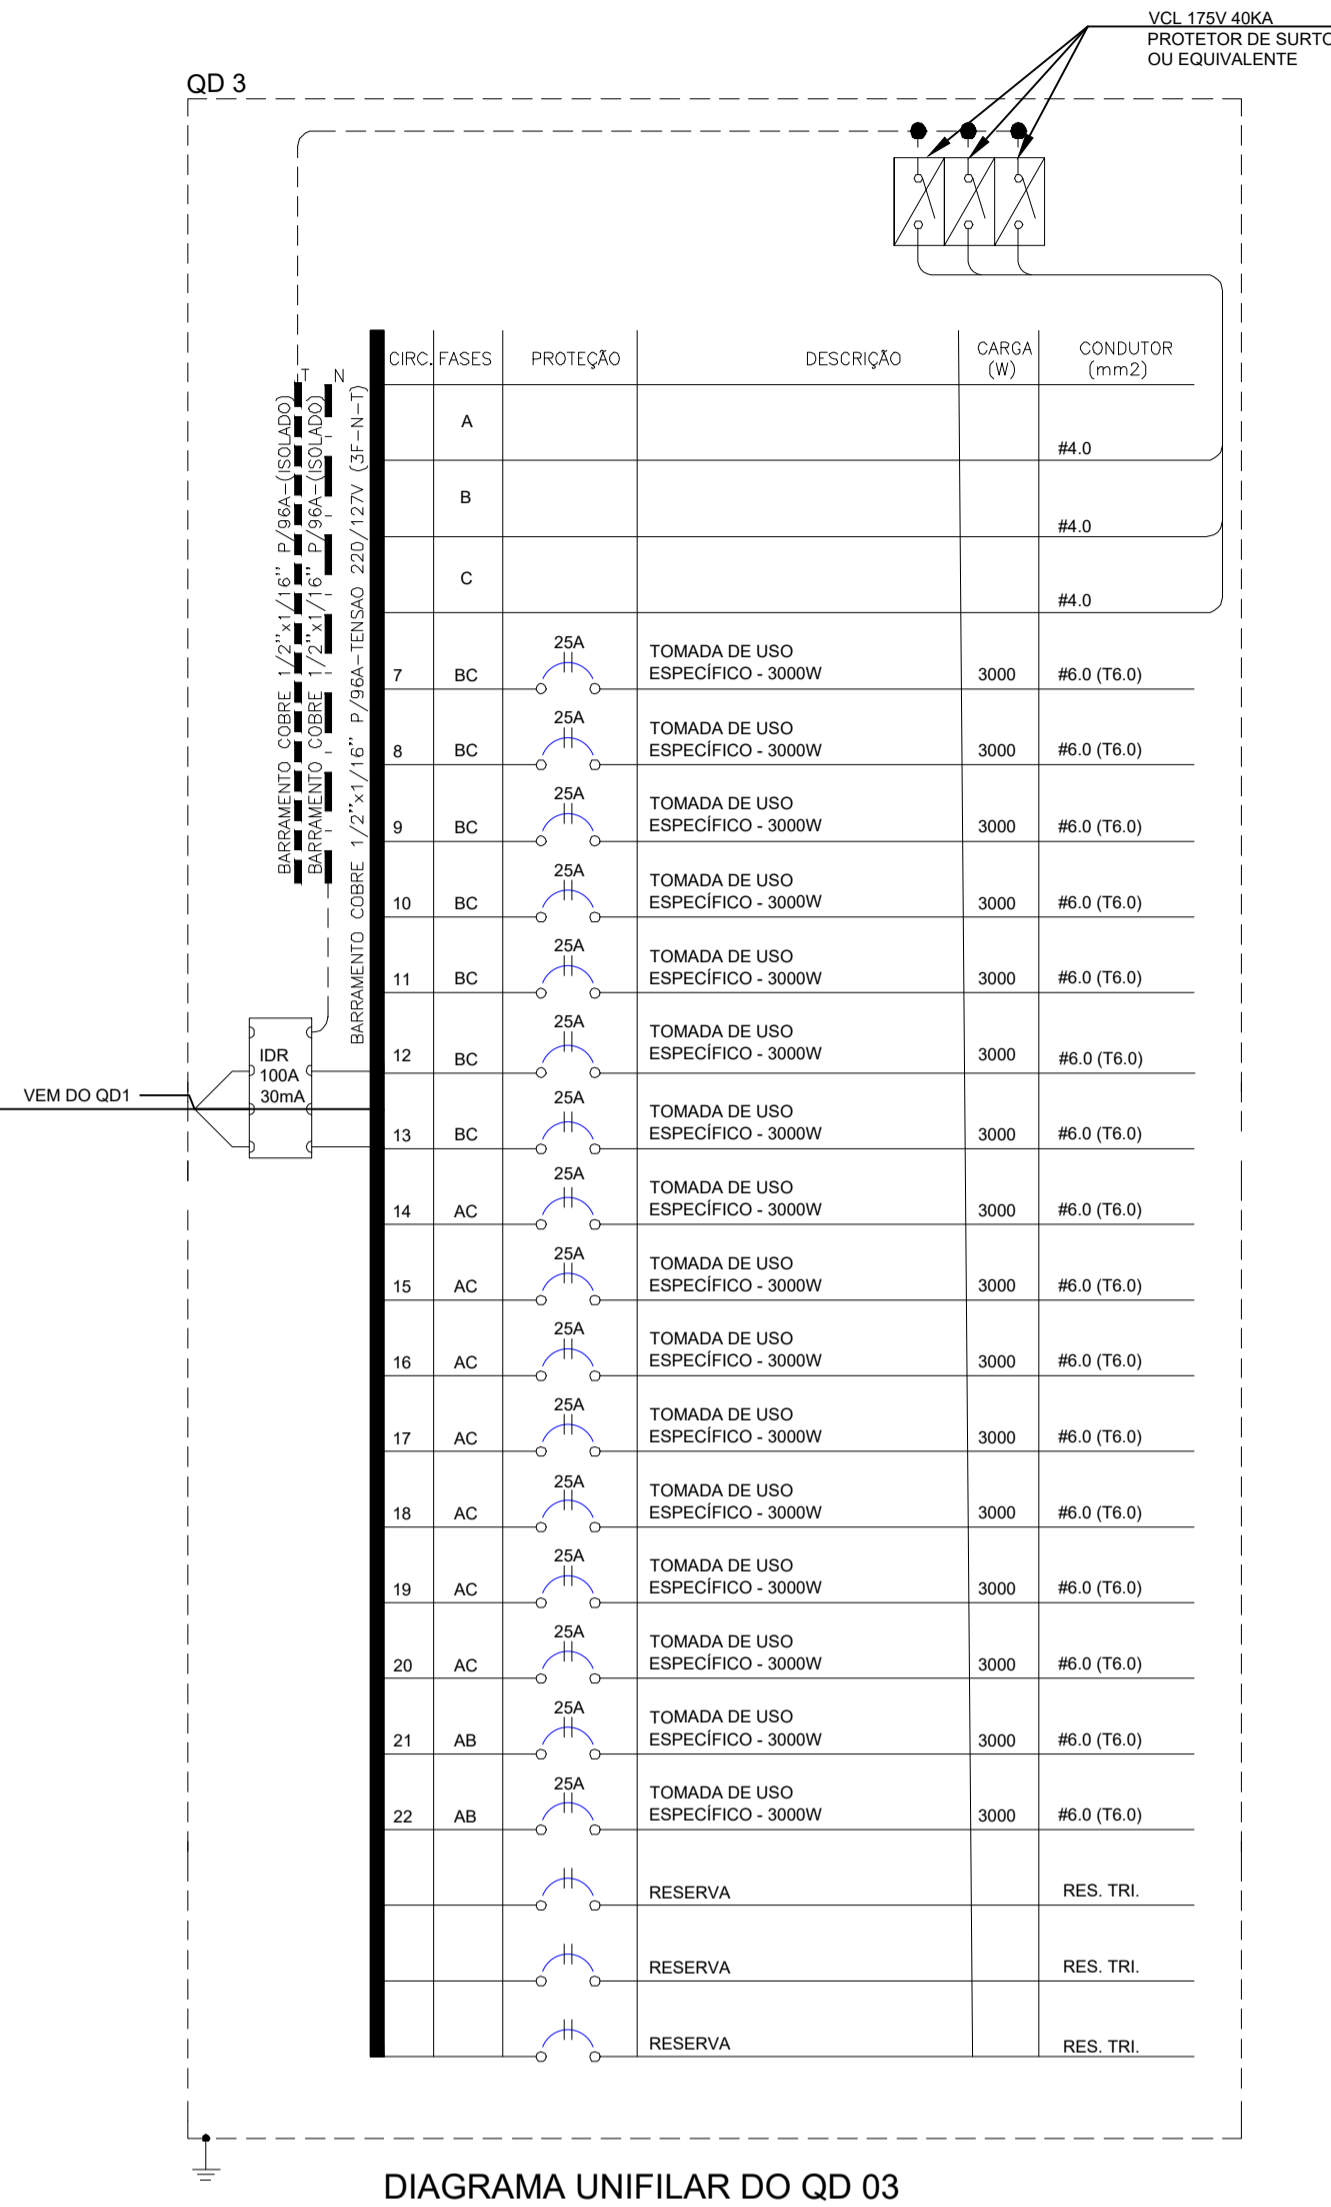 VCL 175V 40KA
PROTETOR DE SURTO
OU EQUIVALENTE
QD 3
T N
BARRAMENTO COBRE 1/2"x1/16" P/96A-(ISOLADO)
BARRAMENTO COBRE 1/2"x1/16" P/96A-(ISOLADO)
BARRAMENTO COBRE 1/2"x1/16" P/96A-TENSAO 220/127V (3F-N-T)
CIRC. FASES PROTEÇÃO DESCRIÇÃO CARGA (W) CONDUTOR (mm2)
A #4.0
B #4.0
C #4.0
25A
TOMADA DE USO
7 BC ESPECÍFICO - 3000W 3000 #6.0 (T6.0)
25A
TOMADA DE USO
8 BC ESPECÍFICO - 3000W 3000 #6.0 (T6.0)
25A
TOMADA DE USO
9 BC ESPECÍFICO - 3000W 3000 #6.0 (T6.0)
25A
TOMADA DE USO
10 BC ESPECÍFICO - 3000W 3000 #6.0 (T6.0)
25A
TOMADA DE USO
11 BC ESPECÍFICO - 3000W 3000 #6.0 (T6.0)
25A
TOMADA DE USO
12 BC ESPECÍFICO - 3000W 3000 #6.0 (T6.0)
IDR
100A
30mA
VEM DO QD1
25A
TOMADA DE USO
13 BC ESPECÍFICO - 3000W 3000 #6.0 (T6.0)
25A
TOMADA DE USO
14 AC ESPECÍFICO - 3000W 3000 #6.0 (T6.0)
25A
TOMADA DE USO
15 AC ESPECÍFICO - 3000W 3000 #6.0 (T6.0)
25A
TOMADA DE USO
16 AC ESPECÍFICO - 3000W 3000 #6.0 (T6.0)
25A
TOMADA DE USO
17 AC ESPECÍFICO - 3000W 3000 #6.0 (T6.0)
25A
TOMADA DE USO
18 AC ESPECÍFICO - 3000W 3000 #6.0 (T6.0)
25A
TOMADA DE USO
19 AC ESPECÍFICO - 3000W 3000 #6.0 (T6.0)
25A
TOMADA DE USO
20 AC ESPECÍFICO - 3000W 3000 #6.0 (T6.0)
25A
TOMADA DE USO
21 AB ESPECÍFICO - 3000W 3000 #6.0 (T6.0)
25A
TOMADA DE USO
22 AB ESPECÍFICO - 3000W 3000 #6.0 (T6.0)
RESERVA RES. TRI.
RESERVA RES. TRI.
RESERVA RES. TRI.
DIAGRAMA UNIFILAR DO QD 03